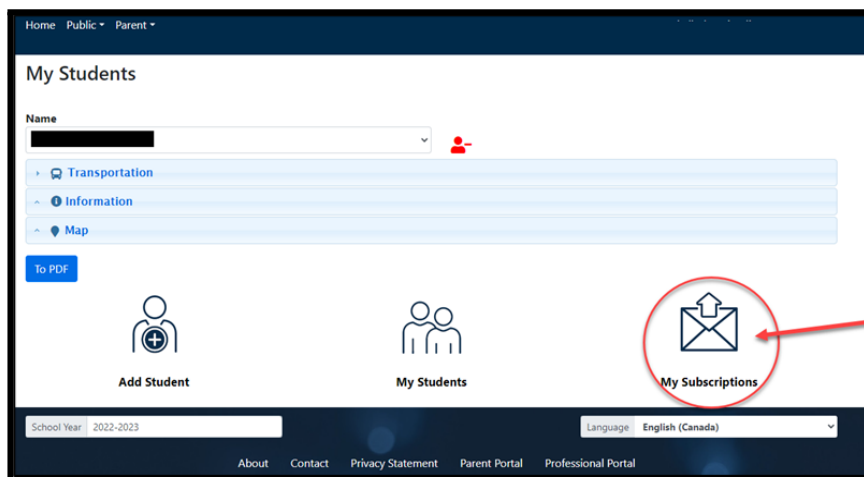 Home Public Parent
My Students
Name
Transportation
Information
Map
To PDF
Add Student My Students My Subscriptions
School Year 2022-2023 Language English (Canada)
About Contact Privacy Statement Parent Portal Professional Portal